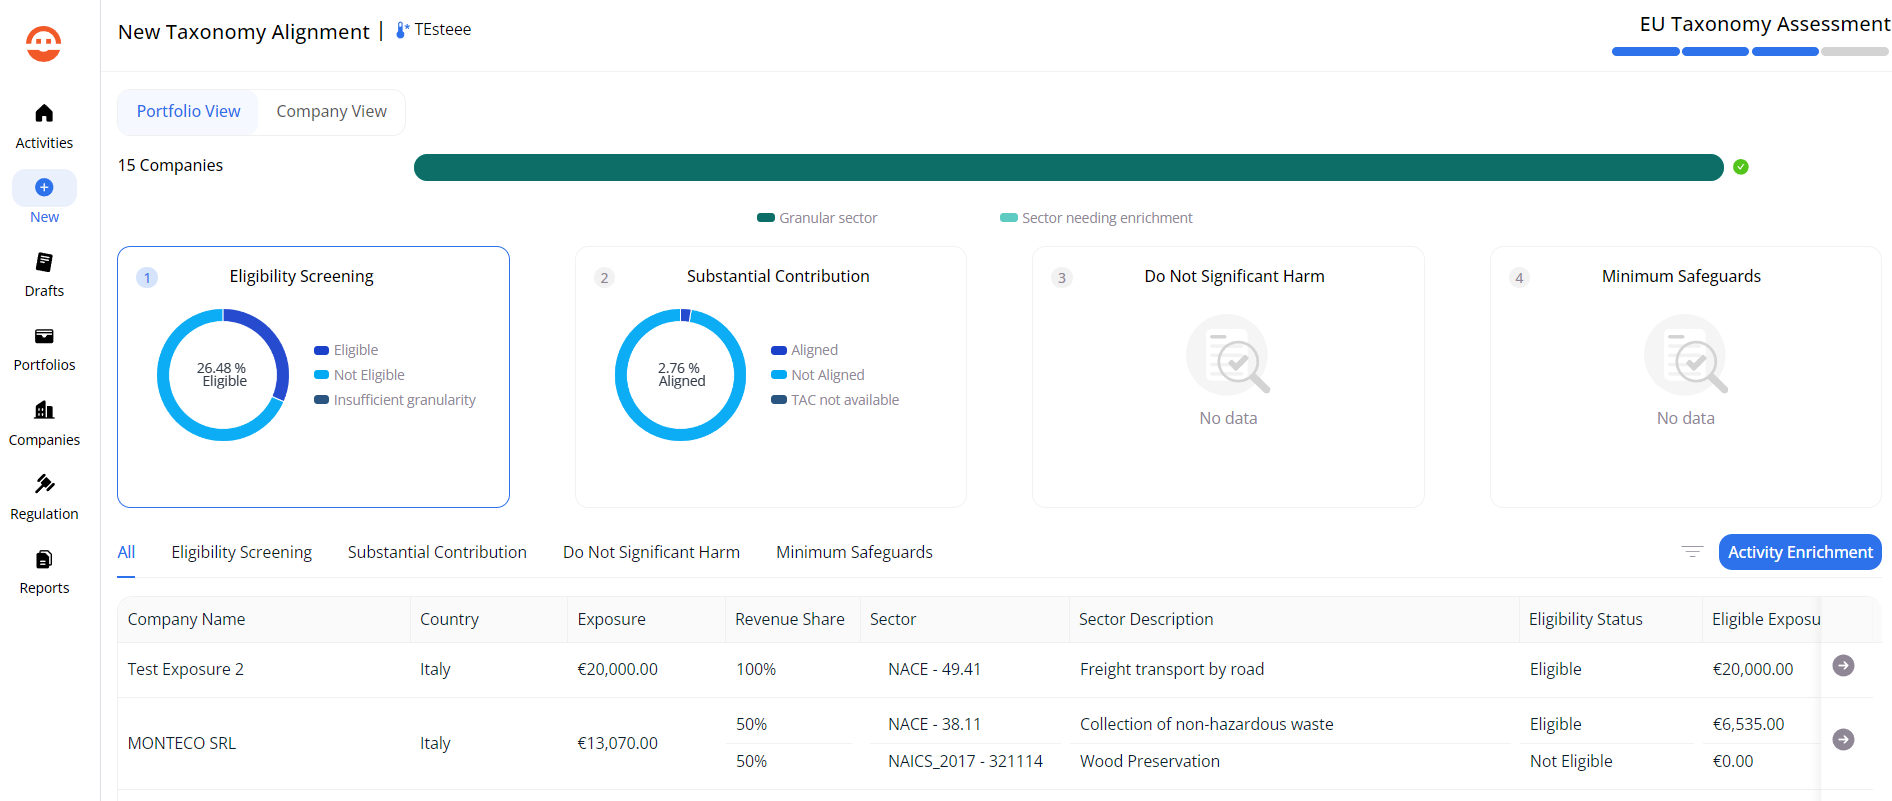 New Taxonomy Alignment | TEsteee
EU Taxonomy Assessment
Activities
New
Drafts
Portfolios
Companies
Regulation
Reports
Portfolio View Company View
15 Companies
Granular sector Sector needing enrichment
1 Eligibility Screening
26.48 %
Eligible
Eligible
Not Eligible
Insufficient granularity
2 Substantial Contribution
2.76 %
Aligned
Aligned
Not Aligned
TAC not available
3 Do Not Significant Harm
No data
4 Minimum Safeguards
No data
All Eligibility Screening Substantial Contribution Do Not Significant Harm Minimum Safeguards Activity Enrichment
Company Name Country Exposure Revenue Share Sector Sector Description Eligibility Status Eligible Exposu
Test Exposure 2 Italy €20,000.00 100% NACE - 49.41 Freight transport by road Eligible €20,000.00
MONTECO SRL Italy €13,070.00
50% NACE - 38.11 Collection of non-hazardous waste Eligible €6,535.00
50% NAICS_2017 - 321114 Wood Preservation Not Eligible €0.00